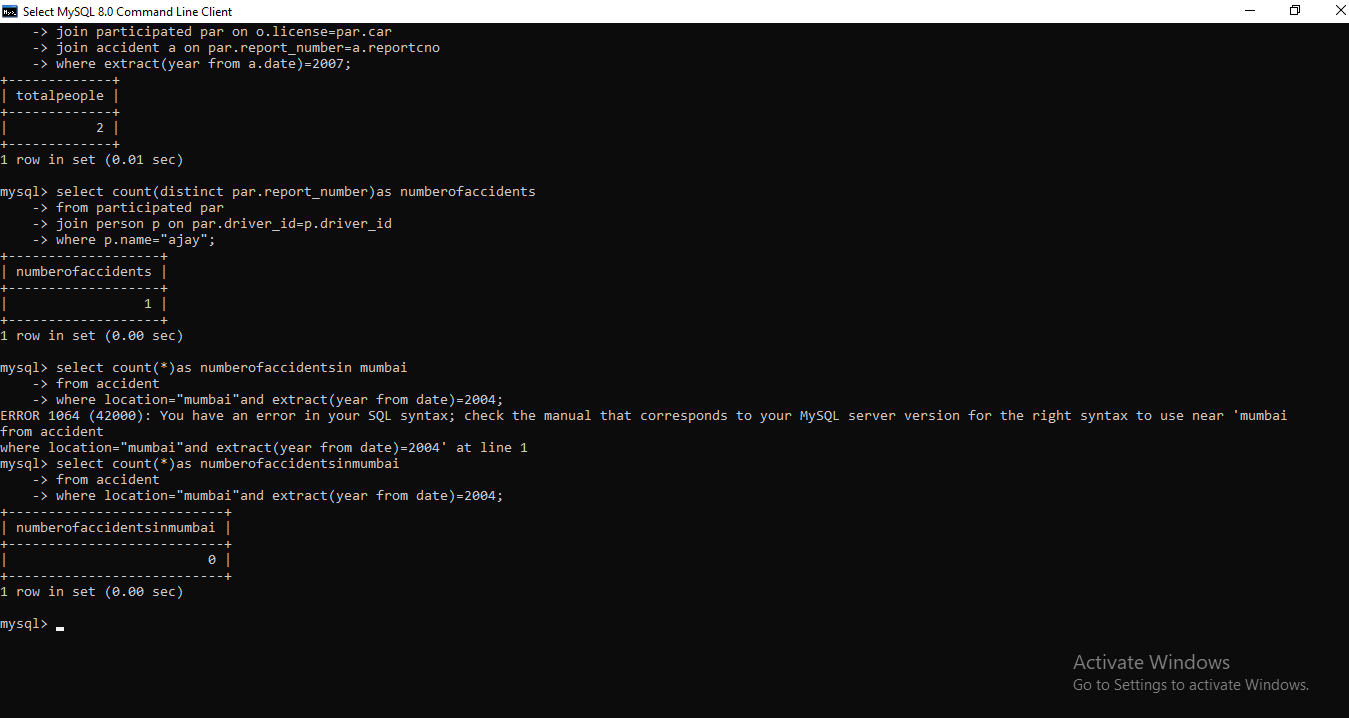 Select MySQL 8.0 Command Line Client
    -> join participated par on o.license=par.car
    -> join accident a on par.report_number=a.reportcno
    -> where extract(year from a.date)=2007;
+-------------+
| totalpeople |
+-------------+
|           2 |
+-------------+
1 row in set (0.01 sec)
mysql> select count(distinct par.report_number)as numberofaccidents
    -> from participated par
    -> join person p on par.driver_id=p.driver_id
    -> where p.name="ajay";
+-------------------+
| numberofaccidents |
+-------------------+
|                 1 |
+-------------------+
1 row in set (0.00 sec)
mysql> select count(*)as numberofaccidentsin mumbai
    -> from accident
    -> where location="mumbai"and extract(year from date)=2004;
ERROR 1064 (42000): You have an error in your SQL syntax; check the manual that corresponds to your MySQL server version for the right syntax to use near 'mumbai
from accident
where location="mumbai"and extract(year from date)=2004' at line 1
mysql> select count(*)as numberofaccidentsinmumbai
    -> from accident
    -> where location="mumbai"and extract(year from date)=2004;
+---------------------------+
| numberofaccidentsinmumbai |
+---------------------------+
|                         0 |
+---------------------------+
1 row in set (0.00 sec)
mysql>
Activate Windows
Go to Settings to activate Windows.